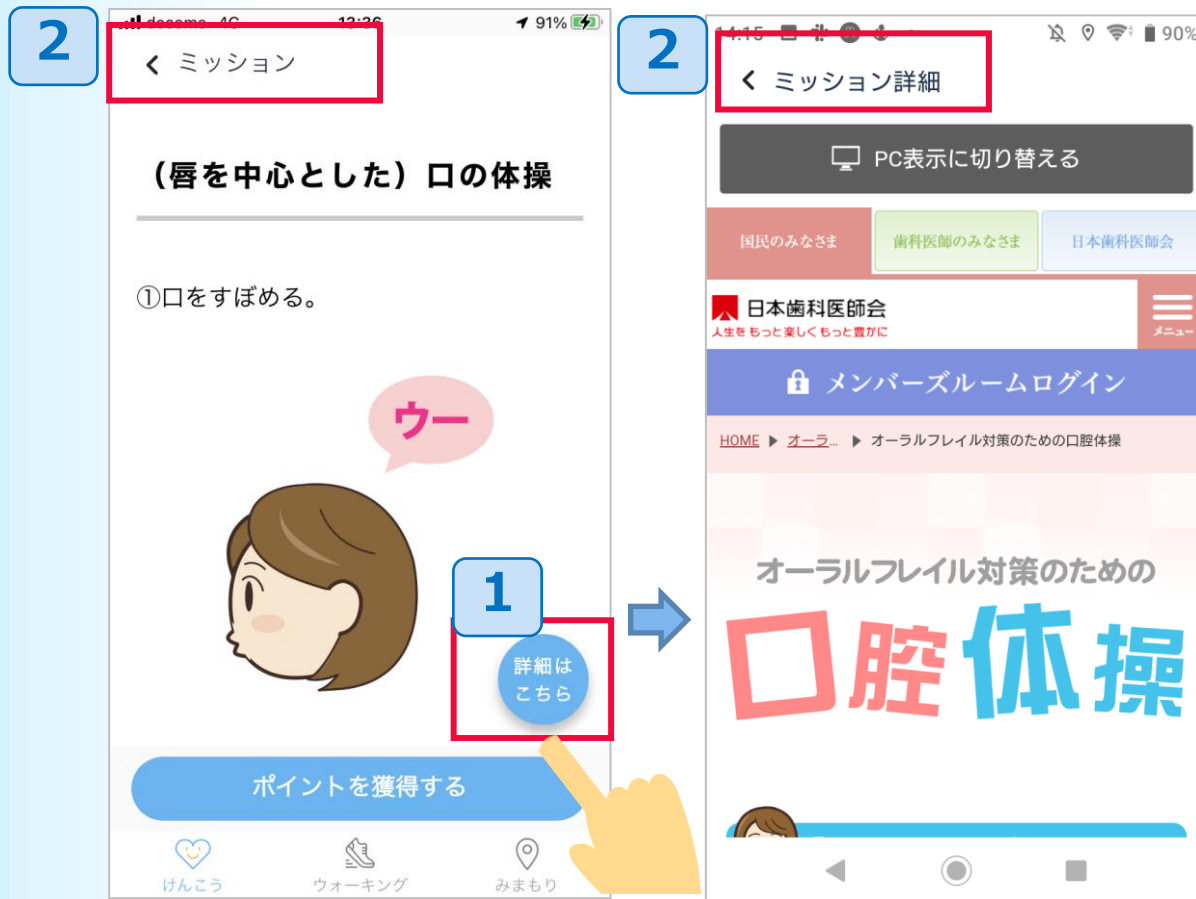 2
docomo 4G 13:36 91%
ミッション
（唇を中心とした）口の体操
①口をすぼめる。
ウー
1
詳細は
こちら
ポイントを獲得する
けんこう
ウォーキング
みまもり
2
14:15 90%
ミッション詳細
PC表示に切り替える
国民のみなさま
歯科医師のみなさま
日本歯科医師会
日本歯科医師会
人生を もっと楽しく もっと豊かに
メニュー
メンバーズルームログイン
HOME ▶ オーラ... ▶ オーラルフレイル対策のための口腔体操
オーラルフレイル対策のための
口腔体操